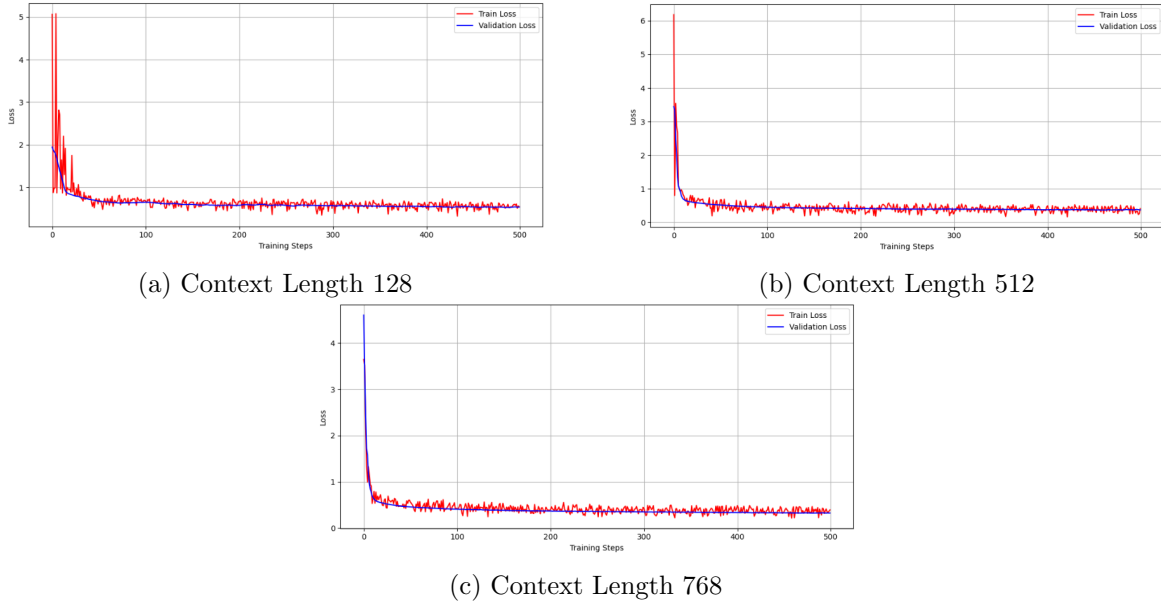 5
4
3
2
1
Loss
0
100
200
300
400
500
Training Steps
Train Loss
Validation Loss
(a) Context Length 128
6
5
4
3
2
1
0
Loss
0
100
200
300
400
500
Training Steps
Train Loss
Validation Loss
(b) Context Length 512
4
3
2
1
0
Loss
0
100
200
300
400
500
Training Steps
Train Loss
Validation Loss
(c) Context Length 768